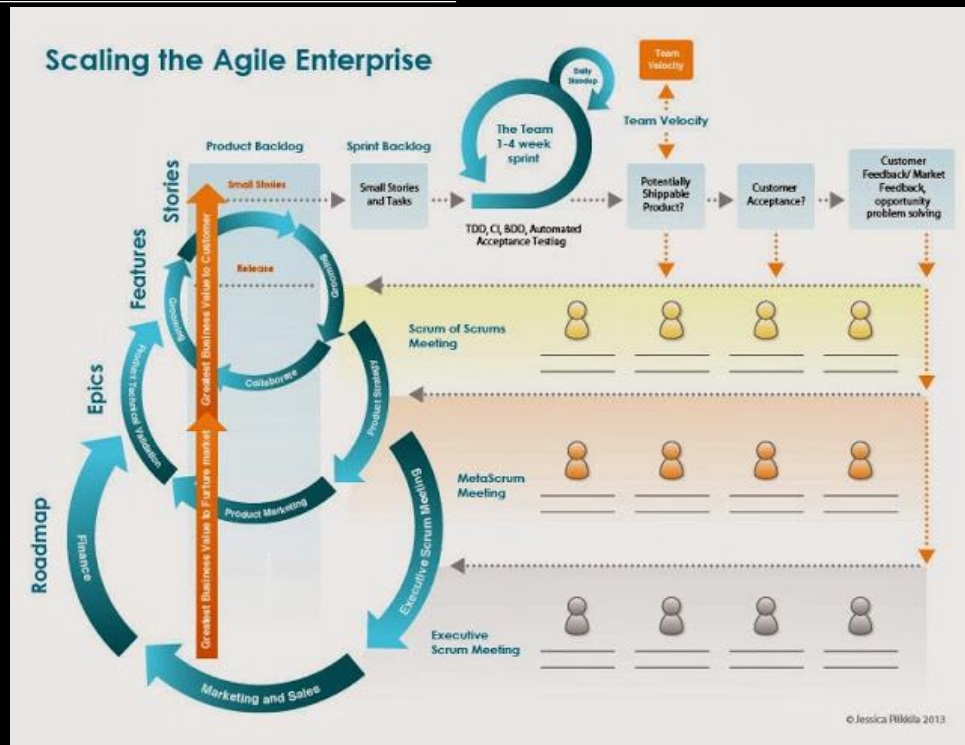 Scaling the Agile Enterprise
Team
Velocity
Daily
Standup
The Team
1-4 week
sprint
Team Velocity
Product Backlog
Sprint Backlog
Stories
Small Stories
Small Stories
and Tasks
Potentially
Shippable
Product?
Customer
Acceptance?
Customer
Feedback/ Market
Feedback,
opportunity
problem solving
TDD, CI, BDD, Automated
Acceptance Testing
Features
Release
Grooming
Grooming
Collaborate
Greatest Business Value to Customer
Scrum of Scrums
Meeting
Epics
Product Technical Validation
Product Strategy
Product Marketing
Greatest Business Value to Furture market
MetaScrum
Meeting
Roadmap
Finance
Executive Scrum Meeting
Marketing and Sales
Executive
Scrum Meeting
© Jessica Piikkila 2013